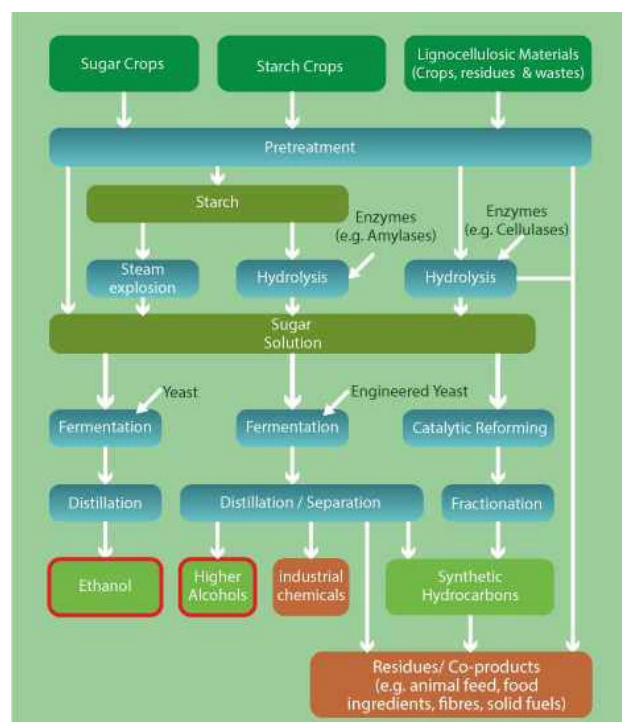 Sugar Crops
Starch Crops
Lignocellulosic Materials
(Crops, residues & wastes)
Pretreatment
Starch
Enzymes
(e.g. Amylases)
Enzymes
(e.g. Cellulases)
Steam
explosion
Hydrolysis
Hydrolysis
Sugar
Solution
Yeast
Engineered Yeast
Fermentation
Fermentation
Catalytic Reforming
Distillation
Distillation / Separation
Fractionation
Ethanol
Higher
Alcohols
industrial
chemicals
Synthetic
Hydrocarbons
Residues/ Co-products
(e.g. animal feed, food
ingredients, fibres, solid fuels)